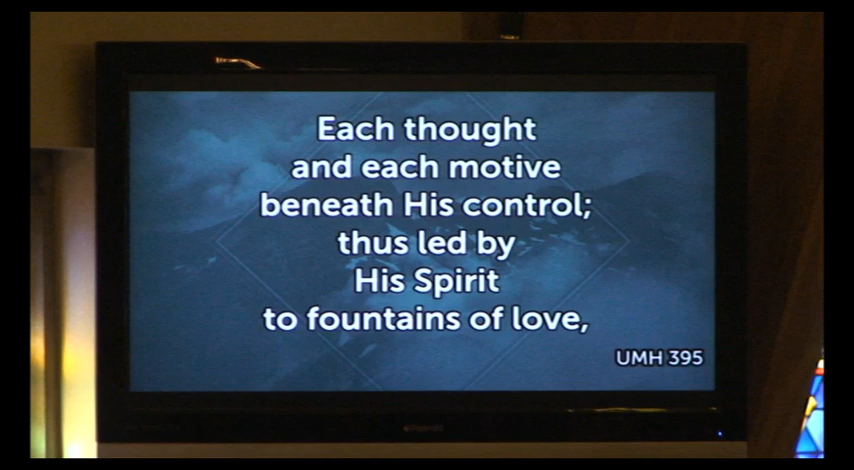 Each thought
and each motive
beneath His control;
thus led by
His Spirit
to fountains of love,
UMH 395